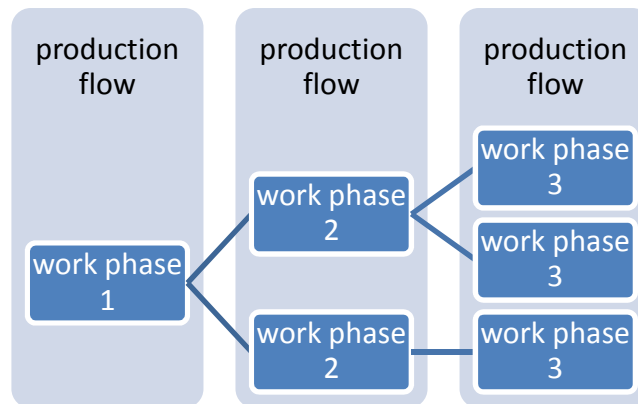 production
flow
production
flow
production
flow
work phase
1
work phase
2
work phase
2
work phase
3
work phase
3
work phase
3